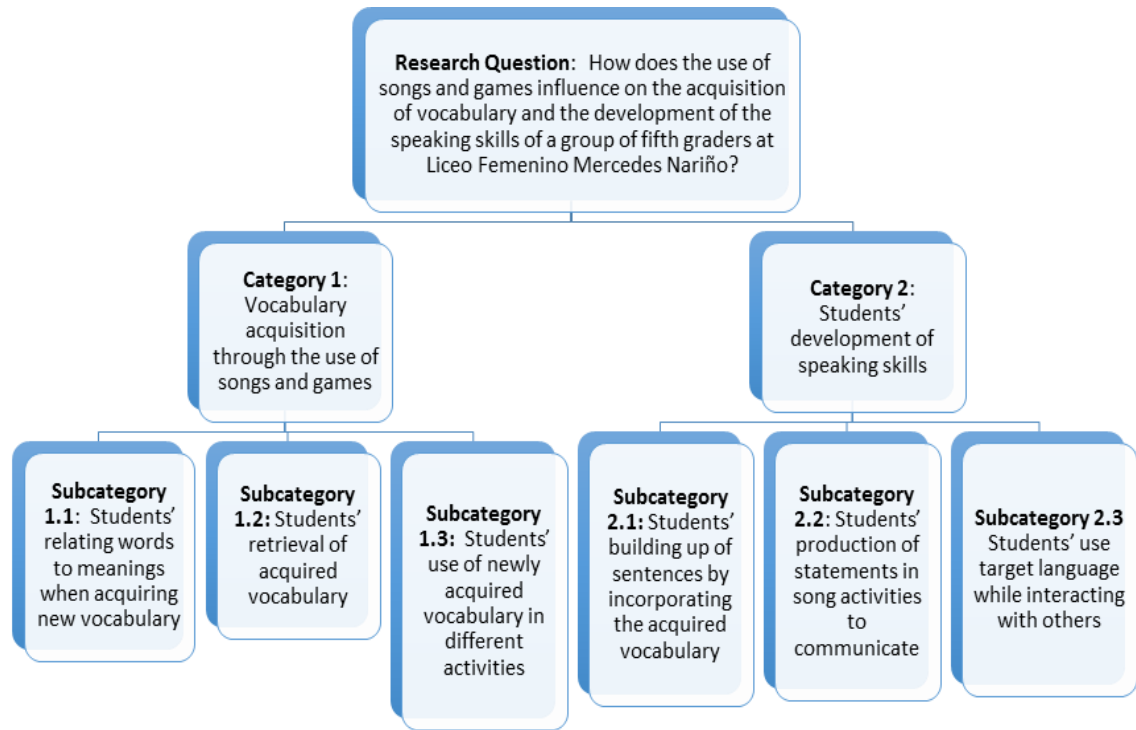 Research Question: How does the use of
songs and games influence on the acquisition
of vocabulary and the development of the
speaking skills of a group of fifth graders at
Liceo Femenino Mercedes Nariño?
Category 1:
Vocabulary
acquisition
through the use of
songs and games
Category 2:
Students’
development of
speaking skills
Subcategory
1.1: Students’
relating words
to meanings
when acquiring
new vocabulary
Subcategory
1.2: Students’
retrieval of
acquired
vocabulary
Subcategory
1.3: Students’
use of newly
acquired
vocabulary in
different
activities
Subcategory
2.1: Students’
building up of
sentences by
incorporating
the acquired
vocabulary
Subcategory
2.2: Students’
production of
statements in
song activities
to
communicate
Subcategory 2.3
Students’ use
target language
while interacting
with others